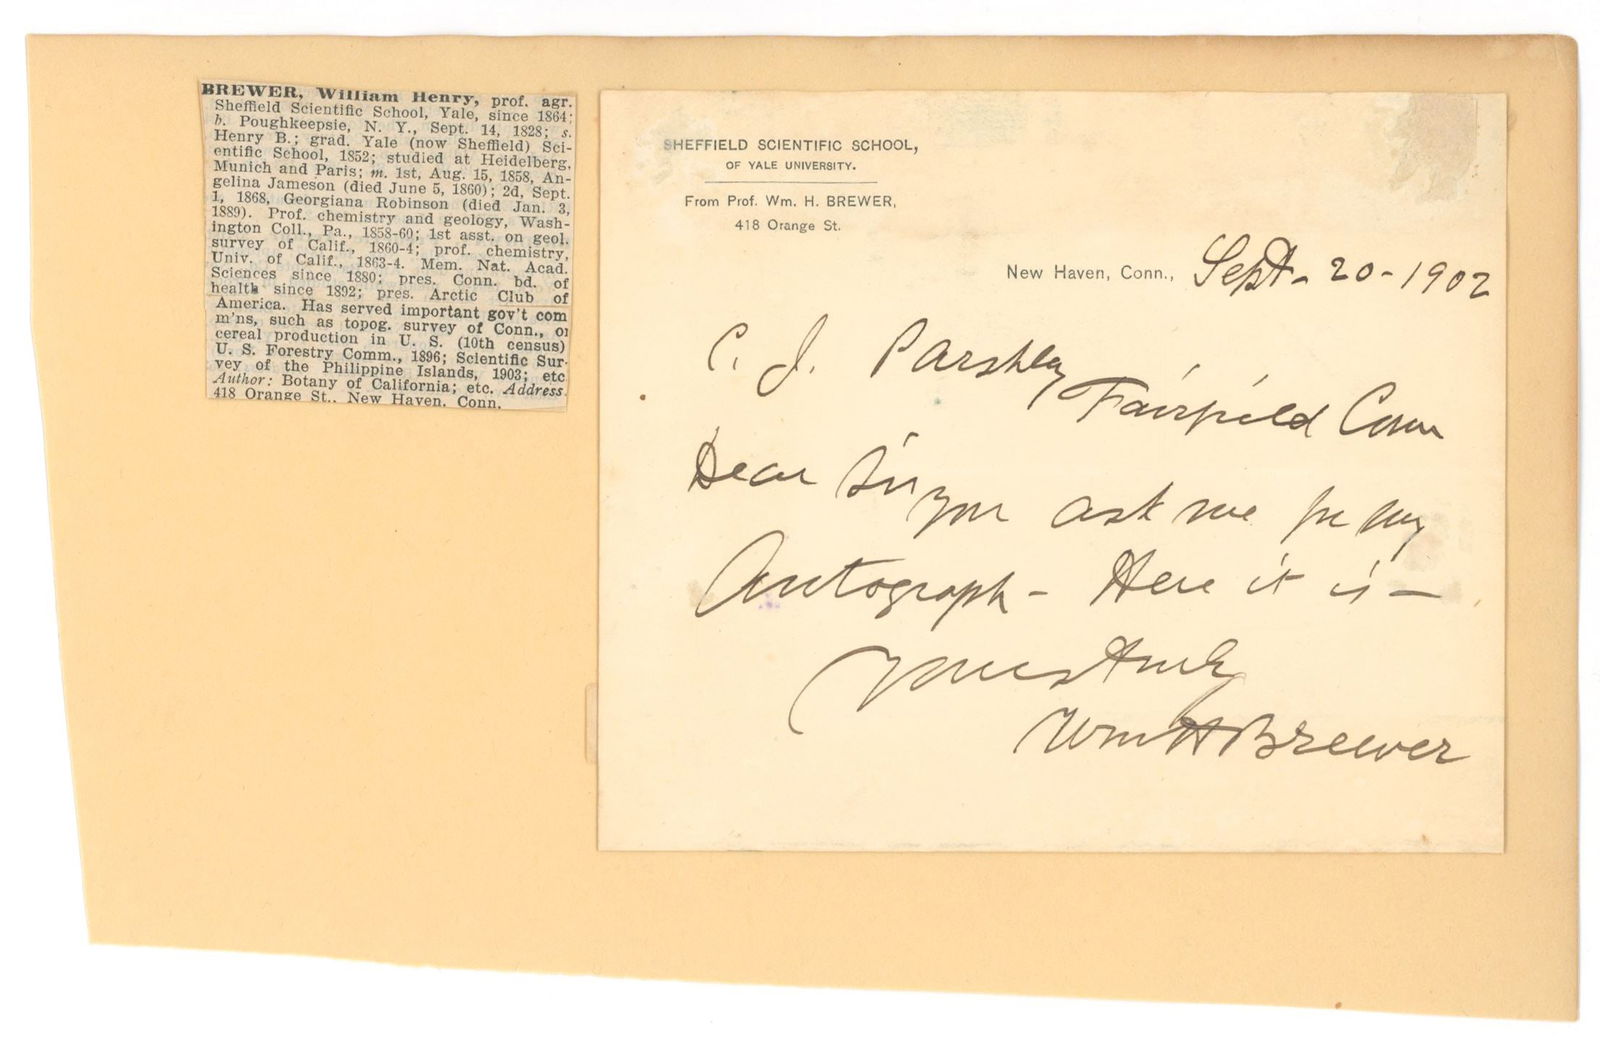 BREWER, William Henry, prof. agr.
Sheffield Scientific School, Yale, since 1864;
b. Poughkeepsie, N. Y., Sept. 14, 1828; s.
Henry B.; grad. Yale (now Sheffield) Sci-
entific School, 1852; studied at Heidelberg,
Munich and Paris; m. 1st, Aug. 15, 1858, An-
gelina Jameson (died June 5, 1860); 2d, Sept.
1, 1868, Georgiana Robinson (died Jan. 3,
1889). Prof. chemistry and geology, Wash-
ington Coll., Pa., 1858-60; 1st asst. on geol.
survey of Calif., 1860-4; prof. chemistry,
Univ. of Calif., 1863-4. Mem. Nat. Acad.
Sciences since 1880; pres. Conn. bd. of
health since 1892; pres. Arctic Club of
America. Has served important gov't com
m'ns, such as topog. survey of Conn., on
cereal production in U. S. (10th census)
U. S. Forestry Comm., 1896; Scientific Sur-
vey of the Philippine Islands, 1903; etc
Author: Botany of California; etc. Address.
418 Orange St., New Haven, Conn.
SHEFFIELD SCIENTIFIC SCHOOL,
OF YALE UNIVERSITY.
From Prof. Wm. H. BREWER,
418 Orange St.
New Haven, Conn., Sept. 20 - 1902
C. J. Parshley
Fairfield Conn
Dear Sir
You ask me for my
Autograph - Here it is -
Yours truly
Wm H Brewer